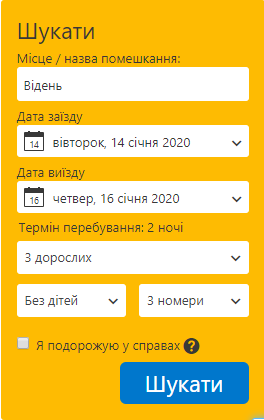 Шукати
Місце / назва помешкання:
Відень
Дата заїзду
14 вівторок, 14 січня 2020
Дата виїзду
16 четвер, 16 січня 2020
Термін перебування: 2 ночі
3 дорослих
Без дітей 3 номери
Я подорожую у справах ?
Шукати